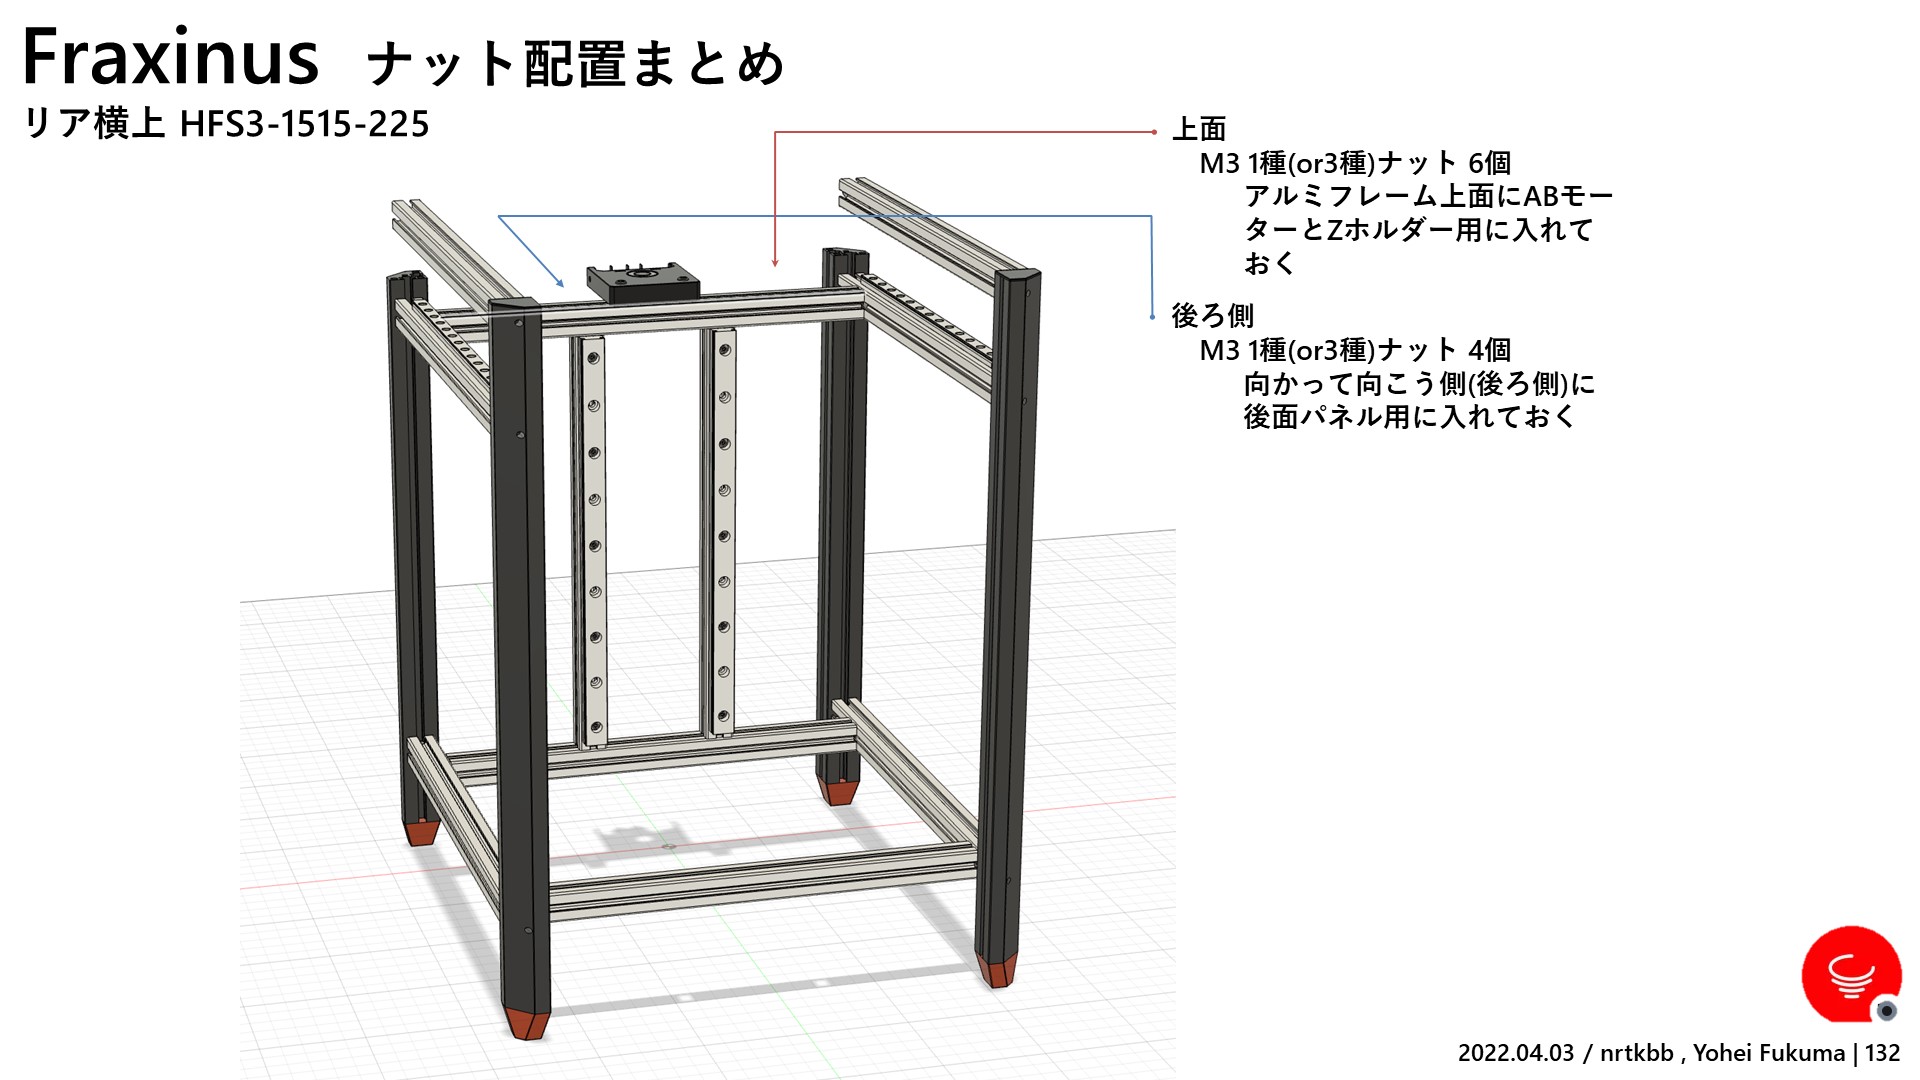 Fraxinus ナット配置まとめ
リア横上 HFS3-1515-225
上面
M3 1種(or3種)ナット 6個
アルミフレーム上面にABモー
ターとZホルダー用に入れて
おく
後ろ側
M3 1種(or3種)ナット 4個
向かって向こう側(後ろ側)に
後面パネル用に入れておく
2022.04.03 / nrtkbb , Yohei Fukuma | 132